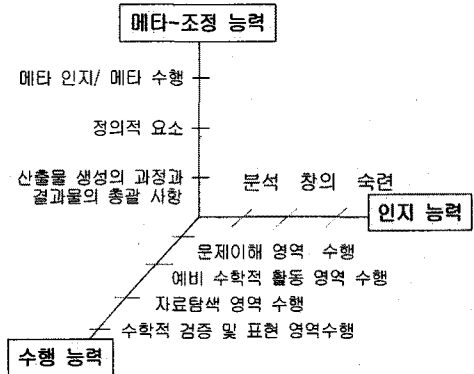 메타-조정 능력
메타 인지/ 메타 수행
정의적 요소
산출물 생성의 과정과
결과물의 총괄 사항
분석 창의 숙련
인지 능력
문제이해 영역 수행
예비 수학적 활동 영역 수행
자료탐색 영역 수행
수학적 검증 및 표현 영역수행
수행 능력